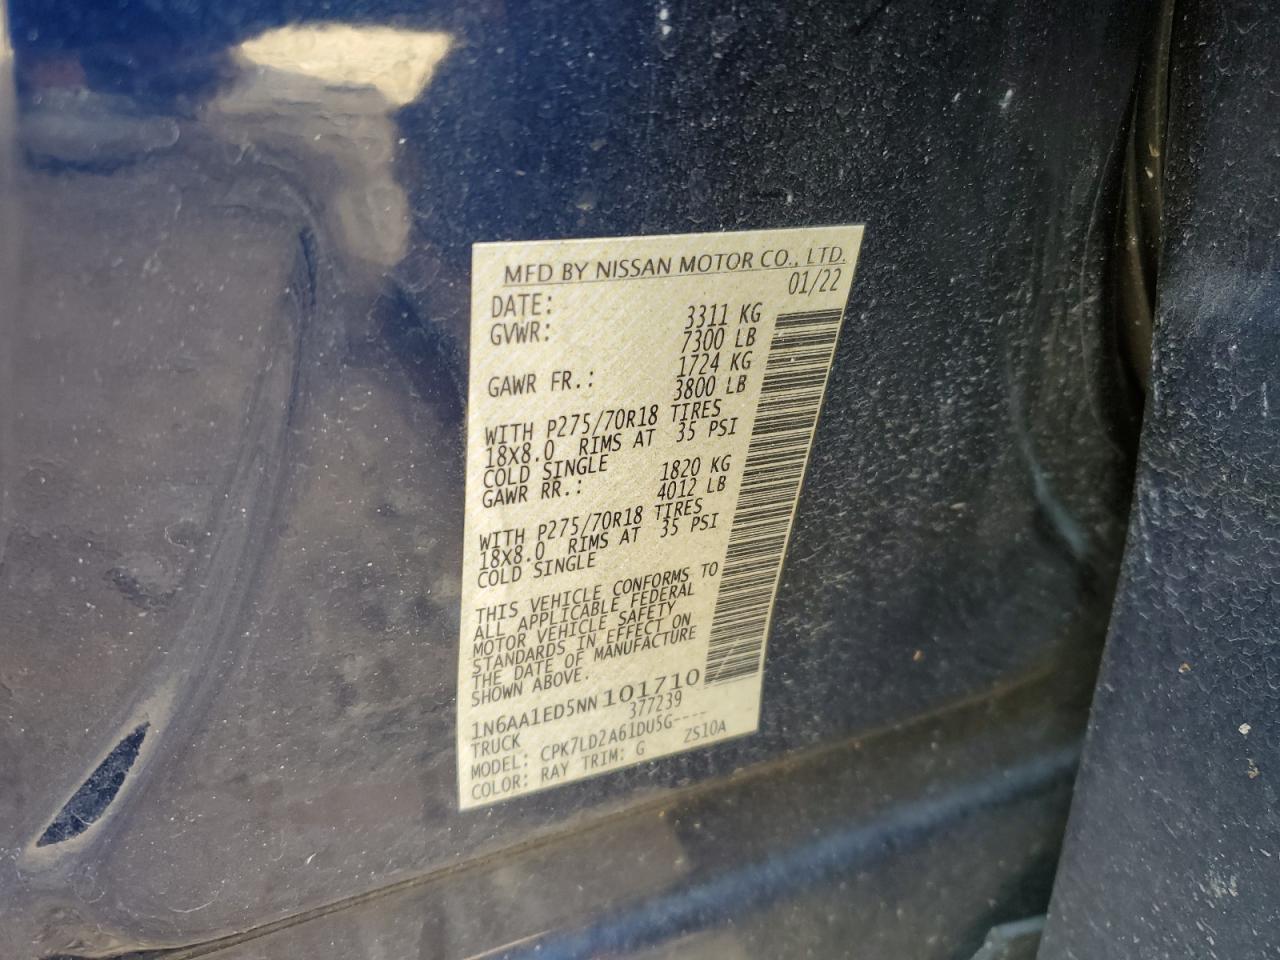 MFD BY NISSAN MOTOR CO., LTD.
DATE: 01/22
GVWR: 3311 KG
7300 LB
GAWR FR.: 1724 KG
3800 LB
WITH P275/70R18 TIRES
18X8.0 RIMS AT 35 PSI
COLD SINGLE
GAWR RR.: 1820 KG
4012 LB
WITH P275/70R18 TIRES
18X8.0 RIMS AT 35 PSI
COLD SINGLE
THIS VEHICLE CONFORMS TO
ALL APPLICABLE FEDERAL
MOTOR VEHICLE SAFETY
STANDARDS IN EFFECT ON
THE DATE OF MANUFACTURE
SHOWN ABOVE.
1N6AA1ED5NN101710
TRUCK 377239
MODEL: CPK7LD2A61DU5G----
COLOR: RAY TRIM: G ZS10A